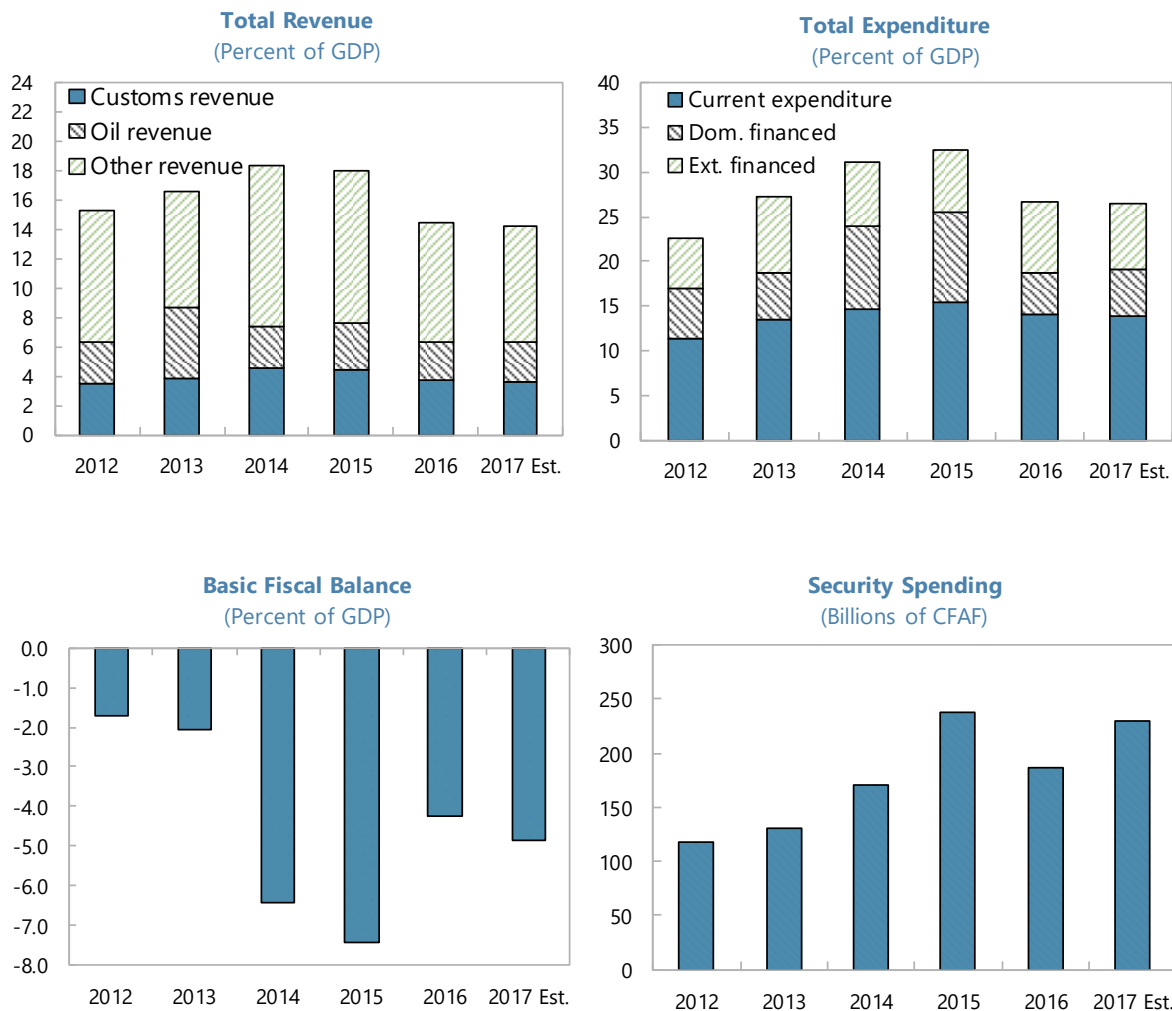 Total Revenue
(Percent of GDP)
24
22
20
18
16
14
12
10
8
6
4
2
0
Customs revenue
Oil revenue
Other revenue
2012 2013 2014 2015 2016 2017 Est.
Total Expenditure
(Percent of GDP)
40
35
30
25
20
15
10
5
0
Current expenditure
Dom. financed
Ext. financed
2012 2013 2014 2015 2016 2017 Est.
Basic Fiscal Balance
(Percent of GDP)
0.0
-1.0
-2.0
-3.0
-4.0
-5.0
-6.0
-7.0
-8.0
2012 2013 2014 2015 2016 2017 Est.
Security Spending
(Billions of CFAF)
300
250
200
150
100
50
0
2012 2013 2014 2015 2016 2017 Est.